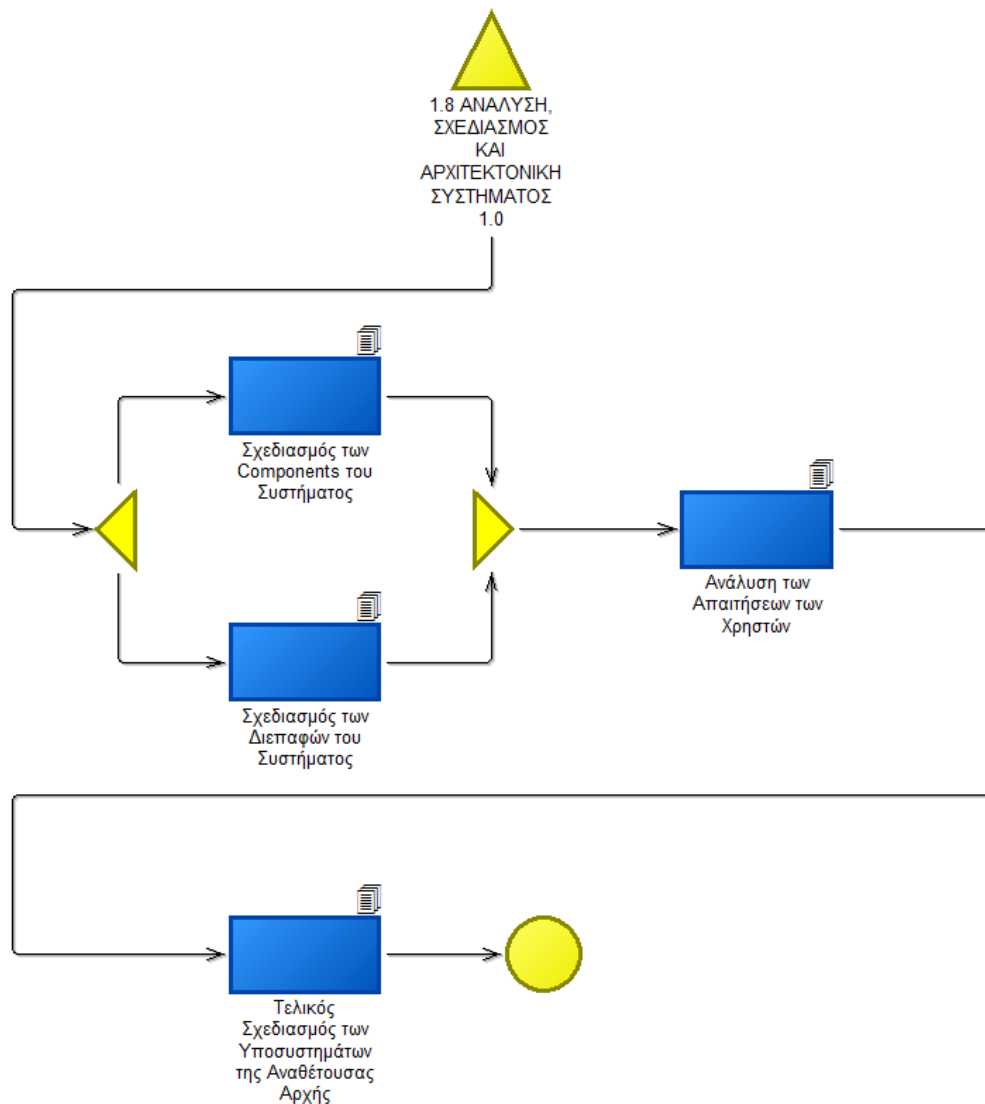 1.8 ΑΝΑΛΥΣΗ,
ΣΧΕΔΙΑΣΜΟΣ
ΚΑΙ
ΑΡΧΙΤΕΚΤΟΝΙΚΗ
ΣΥΣΤΗΜΑΤΟΣ
1.0
Σχεδιασμός των
Components του
Συστήματος
Ανάλυση των
Απαιτήσεων των
Χρηστών
Σχεδιασμός των
Διεπαφών του
Συστήματος
Τελικός
Σχεδιασμός των
Υποσυστημάτων
της Αναθέτουσας
Αρχής